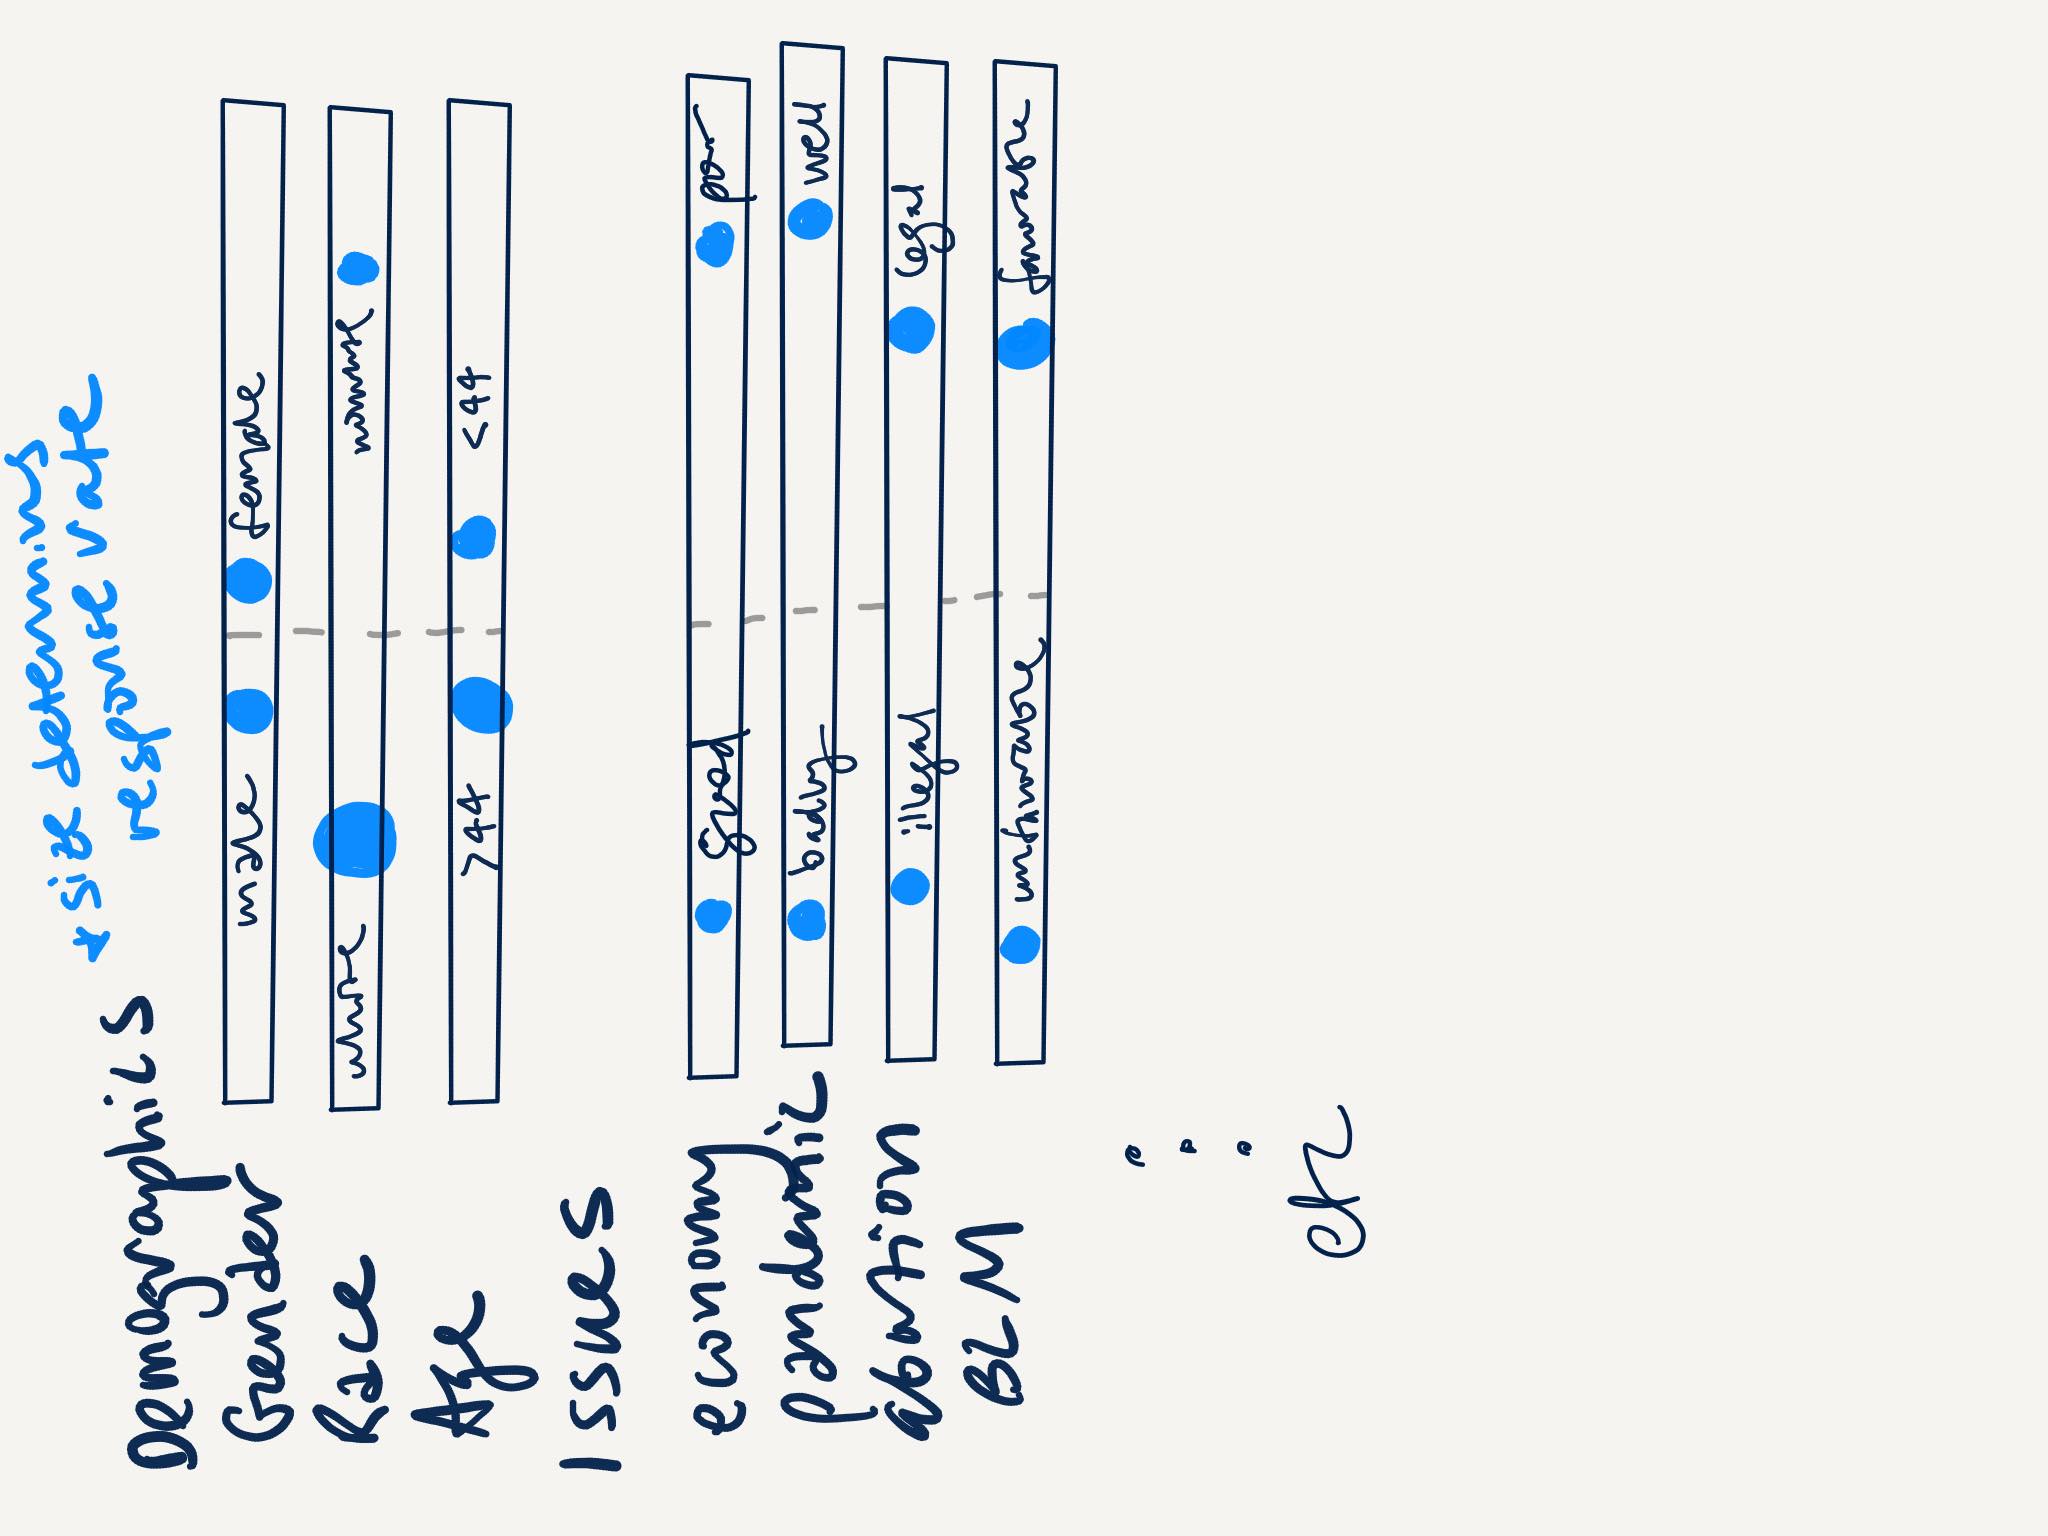 * size determins
response rate
Demographics
Gender male female
Race white nonwhite
Age >44 <44
Issues
economy good poor
pandemic badly well
abortion illegal legal
BLM unfavorable favorable
etc